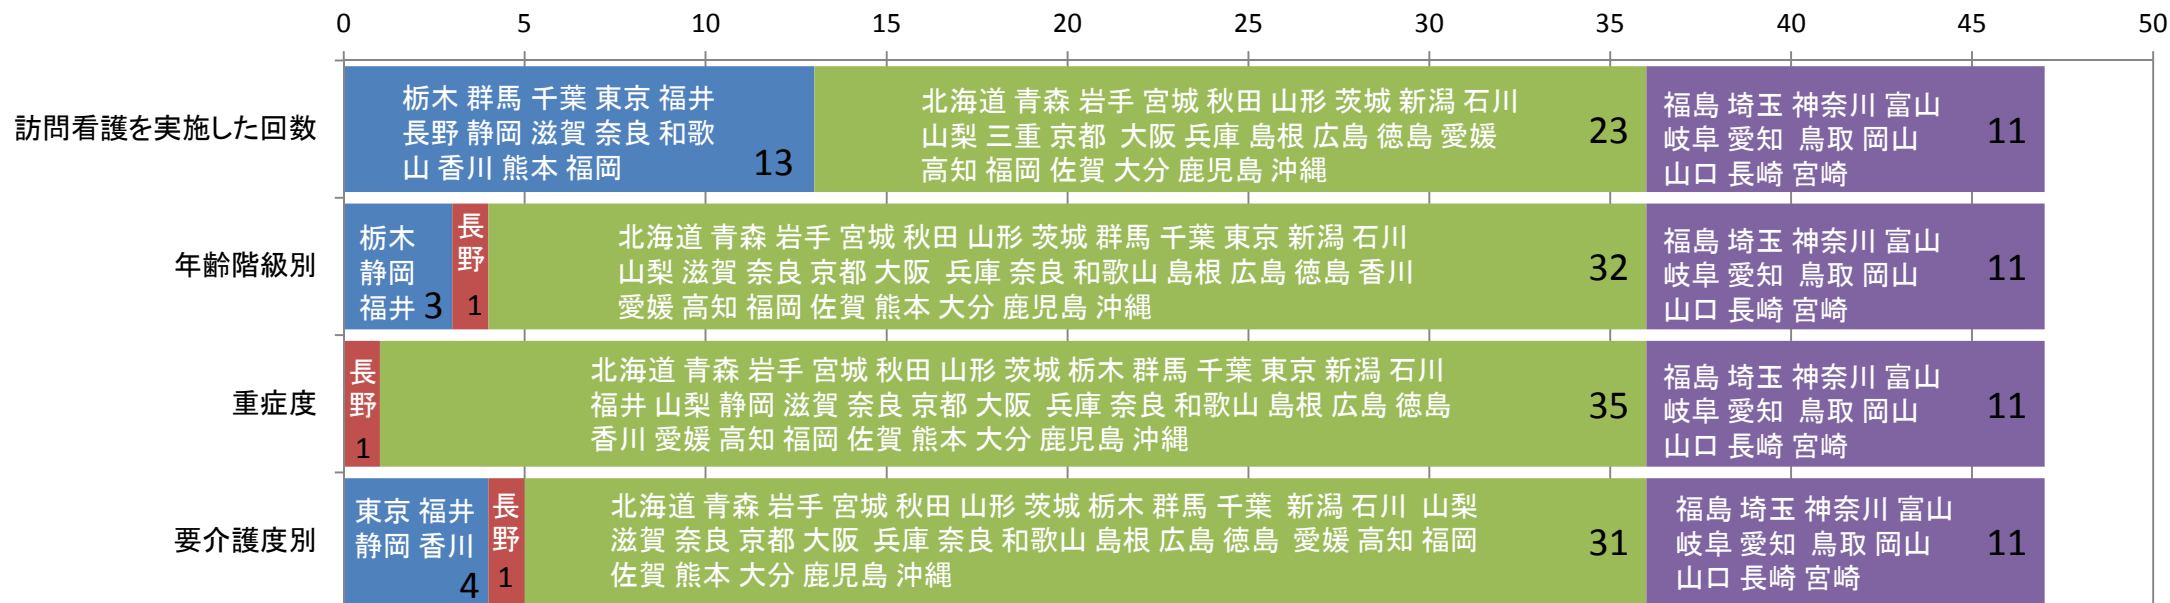 0 5 10 15 20 25 30 35 40 45 50
訪問看護を実施した回数
栃木 群馬 千葉 東京 福井
長野 静岡 滋賀 奈良 和歌
山 香川 熊本 福岡
13
北海道 青森 岩手 宮城 秋田 山形 茨城 新潟 石川
山梨 三重 京都 大阪 兵庫 島根 広島 徳島 愛媛
高知 福岡 佐賀 大分 鹿児島 沖縄
23
福島 埼玉 神奈川 富山
岐阜 愛知 鳥取 岡山
山口 長崎 宮崎
11
年齢階級別
栃木
静岡
福井
3
長
野
1
北海道 青森 岩手 宮城 秋田 山形 茨城 群馬 千葉 東京 新潟 石川
山梨 滋賀 奈良 京都 大阪 兵庫 奈良 和歌山 島根 広島 徳島 香川
愛媛 高知 福岡 佐賀 熊本 大分 鹿児島 沖縄
32
福島 埼玉 神奈川 富山
岐阜 愛知 鳥取 岡山
山口 長崎 宮崎
11
重症度
長
野
1
北海道 青森 岩手 宮城 秋田 山形 茨城 栃木 群馬 千葉 東京 新潟 石川
福井 山梨 静岡 滋賀 奈良 京都 大阪 兵庫 奈良 和歌山 島根 広島 徳島
香川 愛媛 高知 福岡 佐賀 熊本 大分 鹿児島 沖縄
35
福島 埼玉 神奈川 富山
岐阜 愛知 鳥取 岡山
山口 長崎 宮崎
11
要介護度別
東京 福井
静岡 香川
4
長
野
1
北海道 青森 岩手 宮城 秋田 山形 茨城 栃木 群馬 千葉 新潟 石川 山梨
滋賀 奈良 京都 大阪 兵庫 奈良 和歌山 島根 広島 徳島 愛媛 高知 福岡
佐賀 熊本 大分 鹿児島 沖縄
31
福島 埼玉 神奈川 富山
岐阜 愛知 鳥取 岡山
山口 長崎 宮崎
11